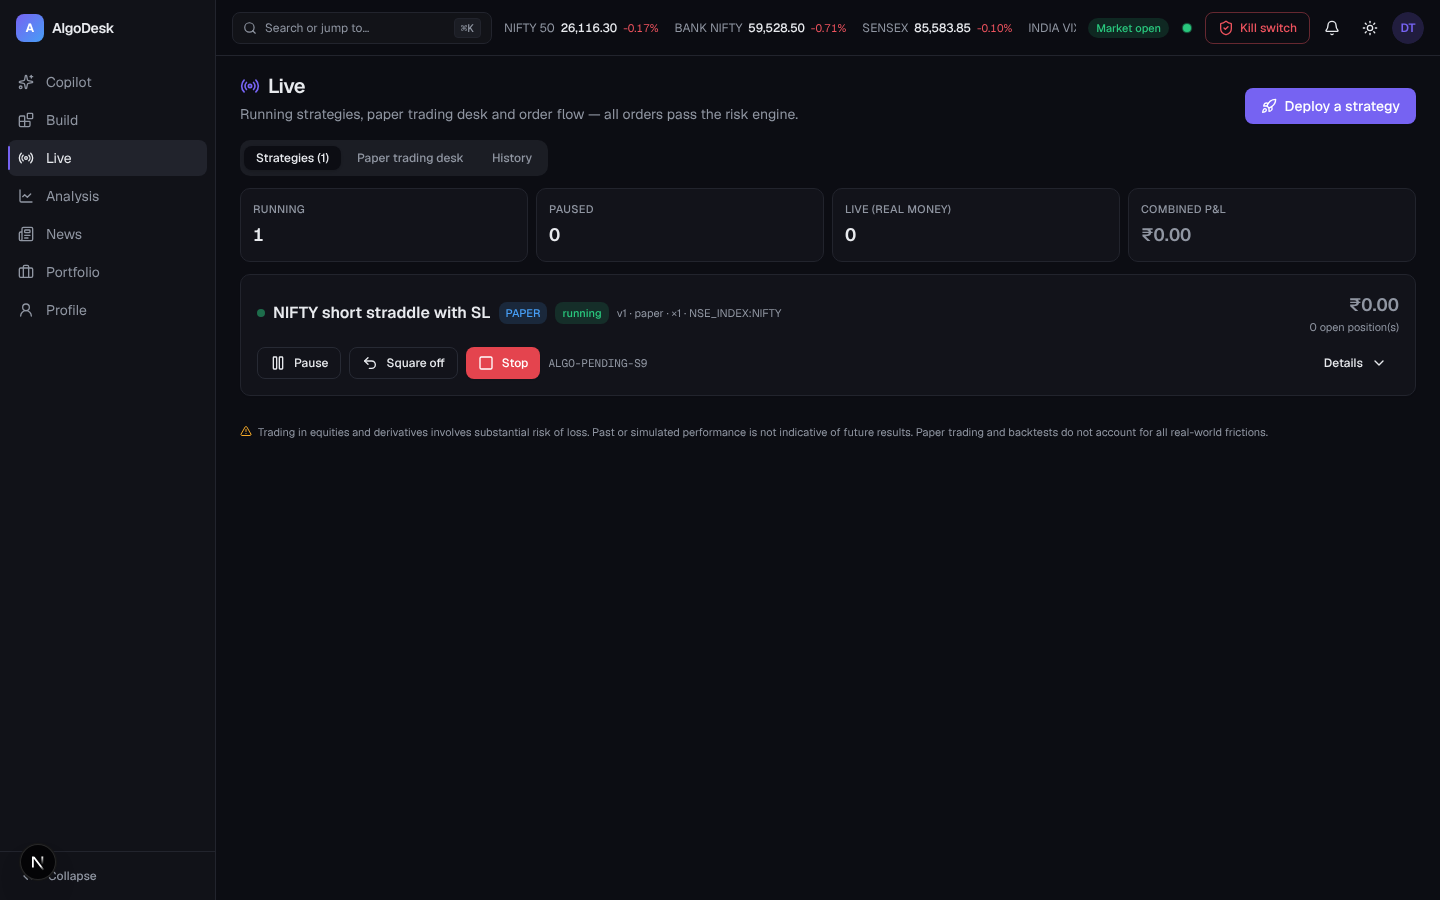 A AlgoDesk
Search or jump to... ⌘K NIFTY 50 26,116.30 -0.17% BANK NIFTY 59,528.50 -0.71% SENSEX 85,583.85 -0.10% INDIA VI Market open Kill switch DT
Copilot
Build
Live
Analysis
News
Portfolio
Profile
N Collapse
Live
Running strategies, paper trading desk and order flow — all orders pass the risk engine.
Deploy a strategy
Strategies (1) Paper trading desk History
RUNNING
1
PAUSED
0
LIVE (REAL MONEY)
0
COMBINED P&L
₹0.00
NIFTY short straddle with SL PAPER running v1 · paper · ×1 · NSE_INDEX:NIFTY
₹0.00
0 open position(s)
Pause Square off Stop ALGO-PENDING-S9 Details
Trading in equities and derivatives involves substantial risk of loss. Past or simulated performance is not indicative of future results. Paper trading and backtests do not account for all real-world frictions.